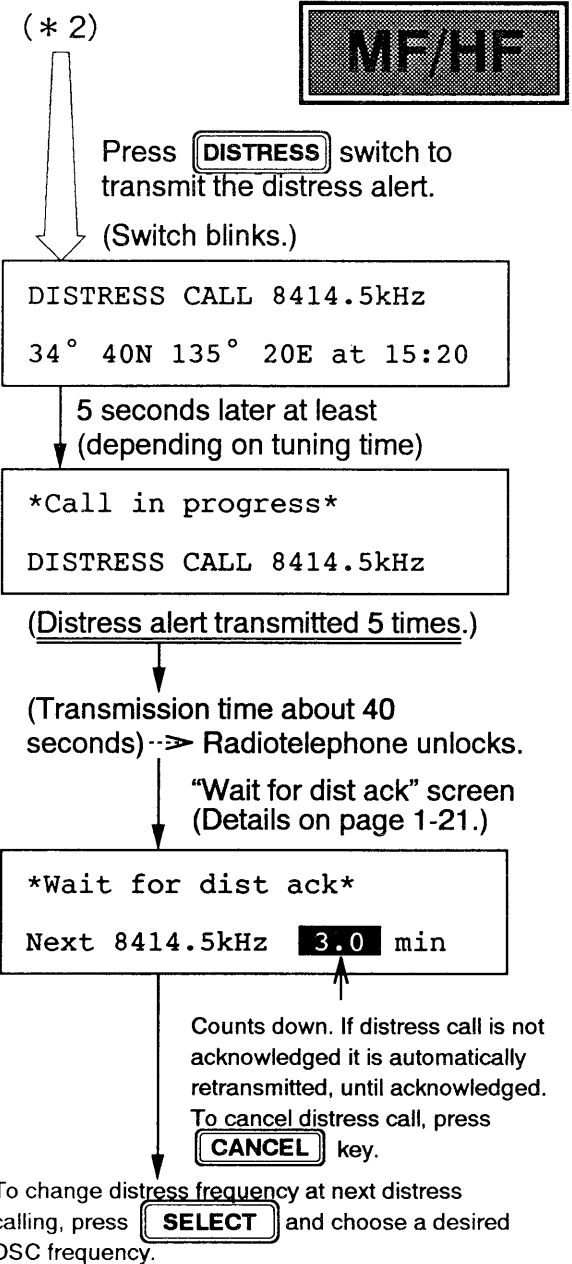 (＊2)
MF/HF
Press DISTRESS switch to
transmit the distress alert.
(Switch blinks.)
DISTRESS CALL 8414.5kHz
34° 40N 135° 20E at 15:20
5 seconds later at least
(depending on tuning time)
*Call in progress*
DISTRESS CALL 8414.5kHz
(Distress alert transmitted 5 times.)
(Transmission time about 40
seconds) --> Radiotelephone unlocks.
"Wait for dist ack" screen
(Details on page 1-21.)
*Wait for dist ack*
Next 8414.5kHz 3.0 min
Counts down. If distress call is not
acknowledged it is automatically
retransmitted, until acknowledged.
To cancel distress call, press
CANCEL key.
To change distress frequency at next distress
calling, press SELECT and choose a desired
DSC frequency.